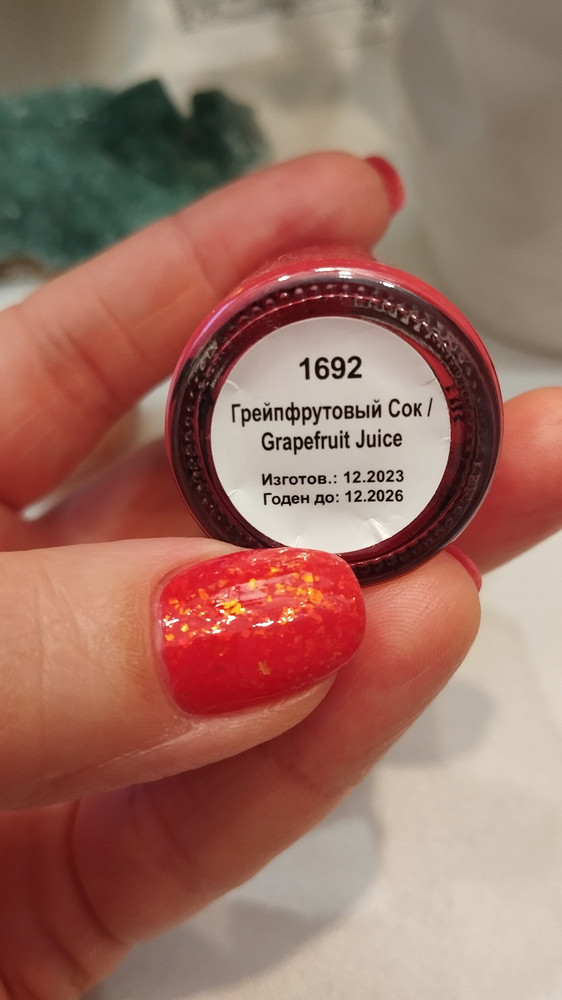 1692
Грейпфрутовый Сок /
Grapefruit Juice
Изготов.: 12.2023
Годен до: 12.2026